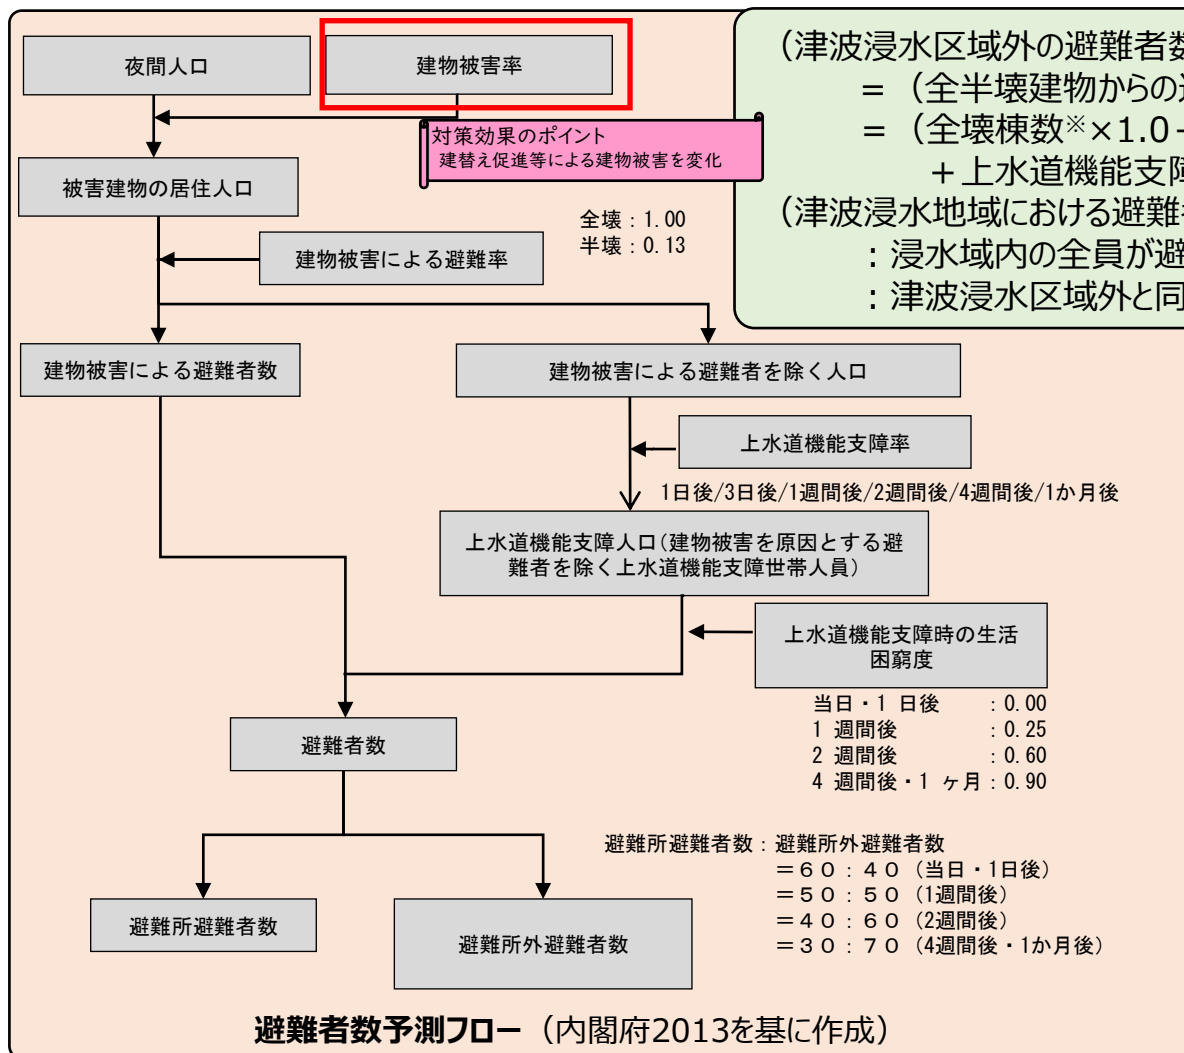 夜間人口
建物被害率
(津波浸水区域外の避難者数
= (全半壊建物からの
= (全壊棟数※×1.0
+上水道機能支障
(津波浸水地域における避難者
:浸水域内の全員が避
:津波浸水区域外と同
対策効果のポイント
建替え促進等による建物被害を変化
被害建物の居住人口
全壊:1.00
半壊:0.13
建物被害による避難率
建物被害による避難者数
建物被害による避難者を除く人口
上水道機能支障率
1日後/3日後/1週間後/2週間後/4週間後/1か月後
上水道機能支障人口(建物被害を原因とする避
難者を除く上水道機能支障世帯人員)
上水道機能支障時の生活
困窮度
当日・1 日後 :0.00
1 週間後 :0.25
2 週間後 :0.60
4 週間後・1 ヶ月:0.90
避難者数
避難所避難者数:避難所外避難者数
=60:40 (当日・1日後)
=50:50 (1週間後)
=40:60 (2週間後)
=30:70 (4週間後・1か月後)
避難所避難者数
避難所外避難者数
避難者数予測フロー (内閣府2013を基に作成)